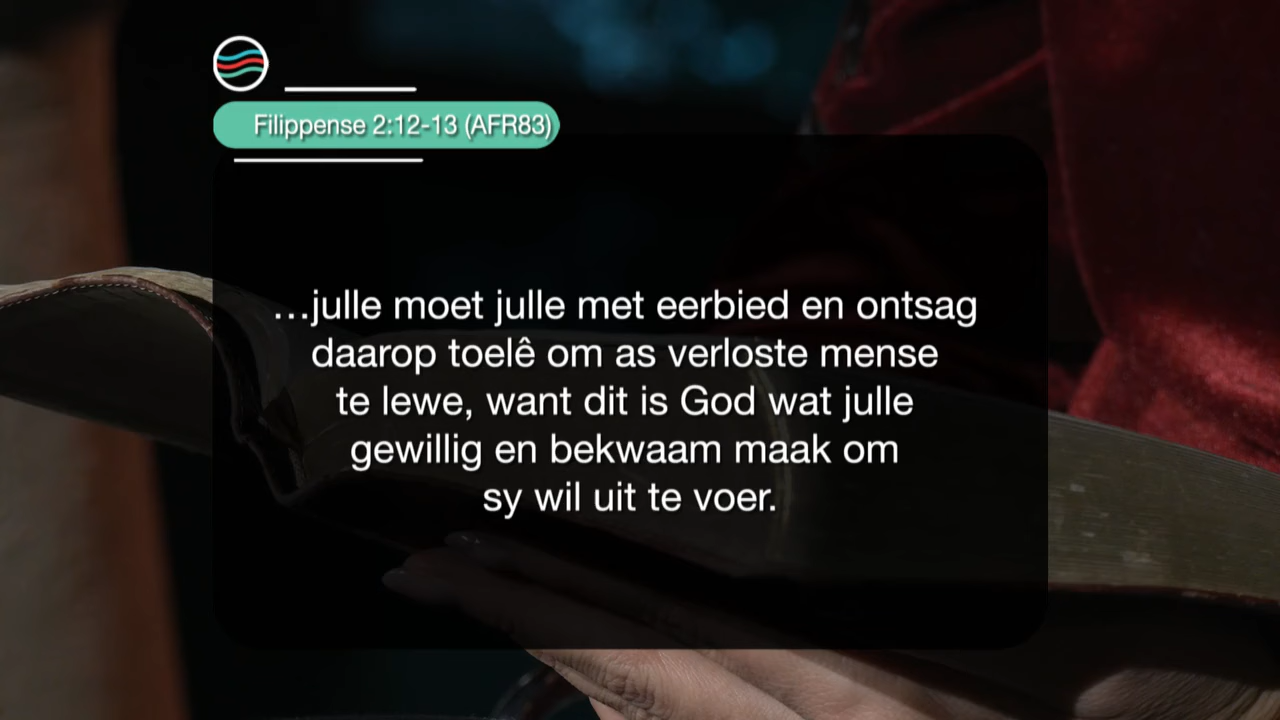 Filippense 2:12-13 (AFR83)
...julle moet julle met eerbied en ontsag
daarop toelê om as verloste mense
te lewe, want dit is God wat julle
gewillig en bekwaam maak om
sy wil uit te voer.